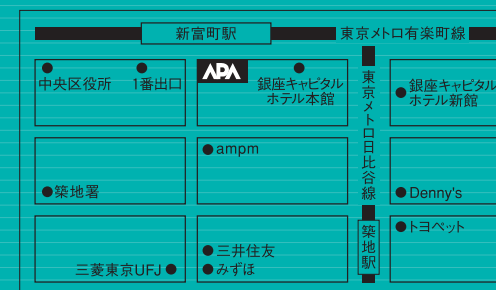 新富町駅
東京メトロ有楽町線
中央区役所
1番出口
APA
銀座キャピタル
ホテル本館
東京メトロ日比谷線
銀座キャピタル
ホテル新館
ampm
築地署
Denny's
築地駅
トヨペット
三井住友
三菱東京UFJ
みずほ